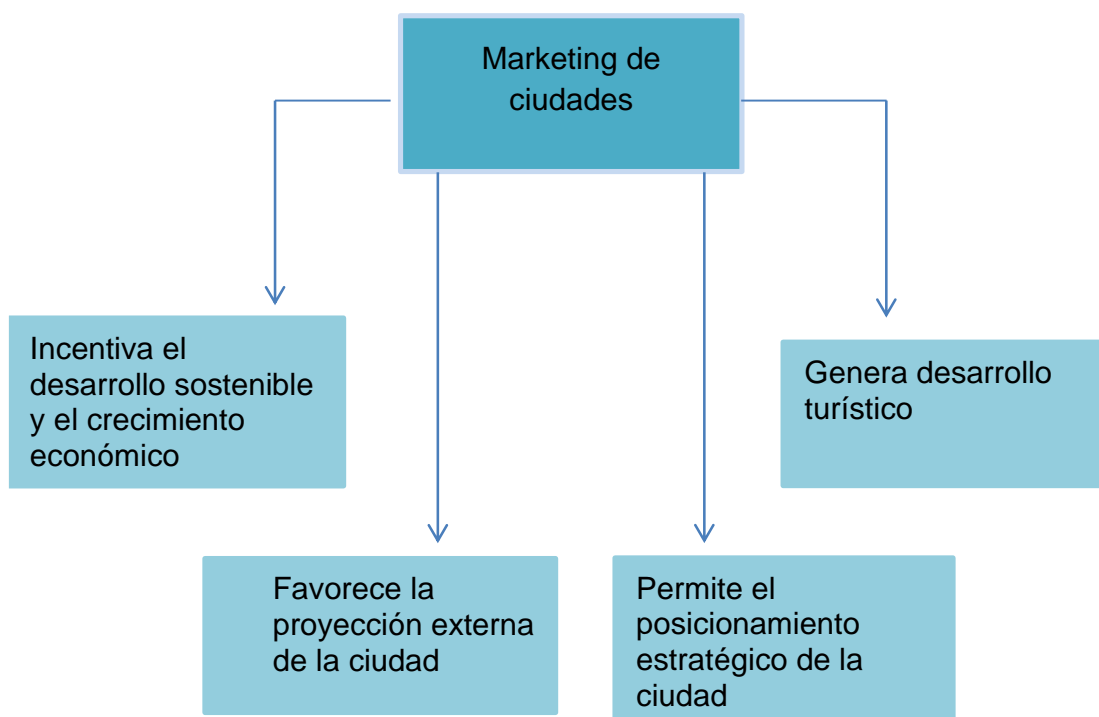 Marketing de
ciudades
Incentiva el
desarrollo sostenible
y el crecimiento
económico
Genera desarrollo
turístico
Favorece la
proyección externa
de la ciudad
Permite el
posicionamiento
estratégico de la
ciudad